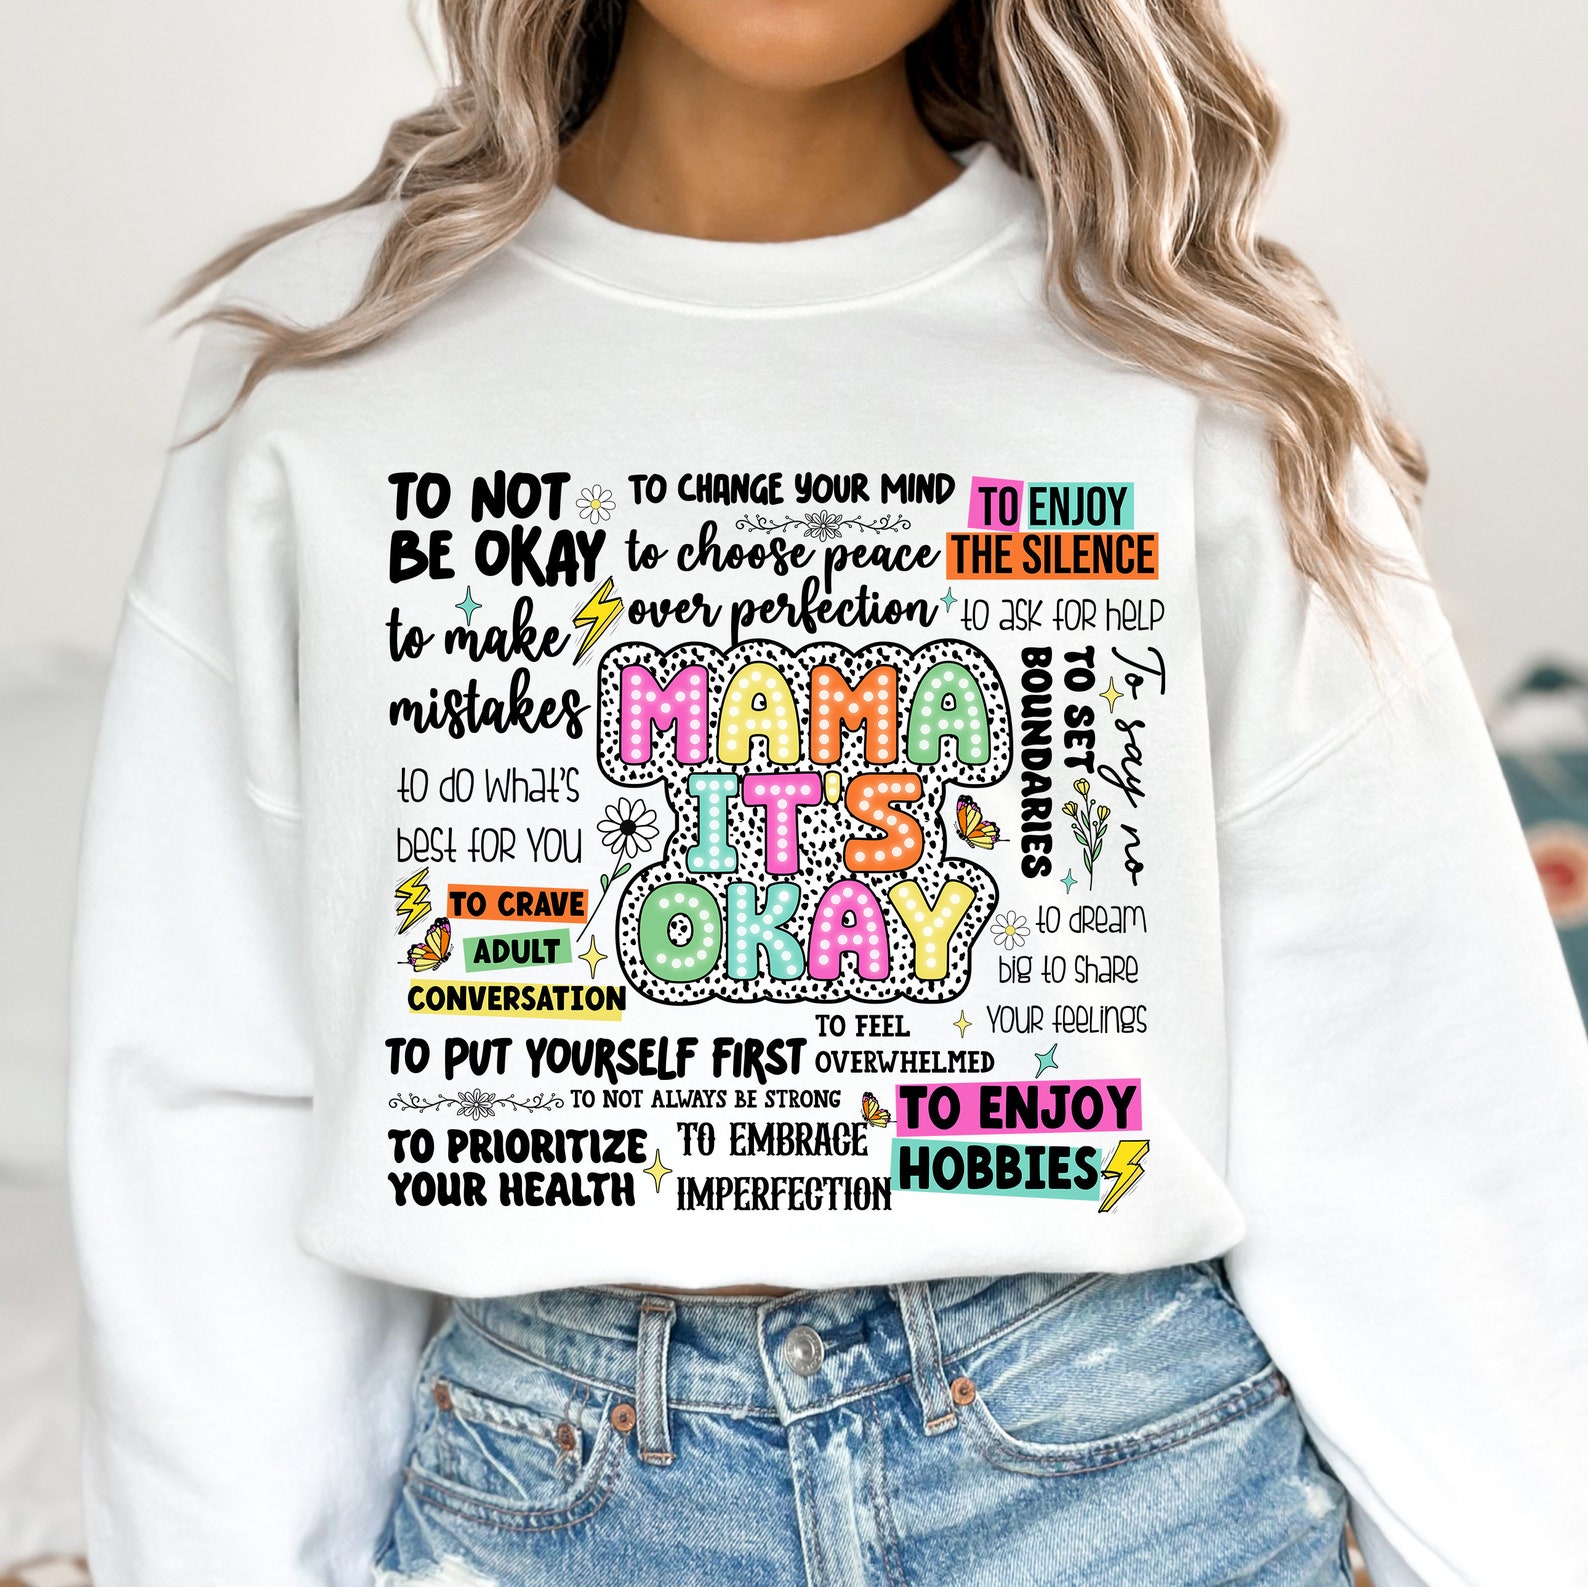 TO NOT
BE OKAY
to make
mistakes
to do what's
best for you
TO CRAVE
ADULT
CONVERSATION
TO CHANGE YOUR MIND
to choose peace
over perfection
TO ENJOY
THE SILENCE
to ask for help
MAMA
IT'S
OKAY
TO SET
BOUNDARIES
To say no
to dream
big to share
your feelings
TO PUT YOURSELF FIRST
TO FEEL
OVERWHELMED
TO NOT ALWAYS BE STRONG
TO PRIORITIZE
YOUR HEALTH
TO EMBRACE
IMPERFECTION
TO ENJOY
HOBBIES